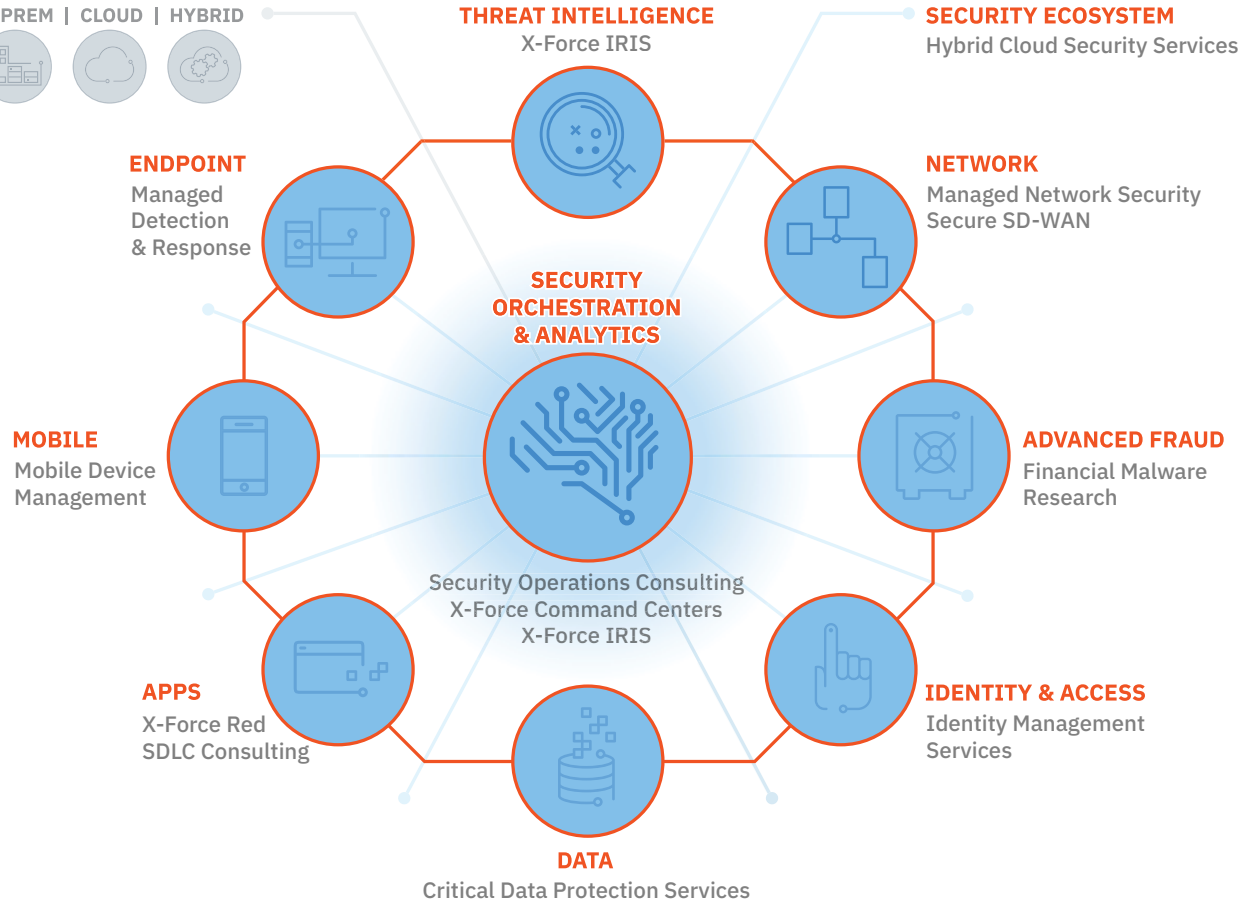 PREM | CLOUD | HYBRID
THREAT INTELLIGENCE
X-Force IRIS
SECURITY ECOSYSTEM
Hybrid Cloud Security Services
ENDPOINT
Managed
Detection
& Response
NETWORK
Managed Network Security
Secure SD-WAN
SECURITY
ORCHESTRATION
& ANALYTICS
MOBILE
Mobile Device
Management
ADVANCED FRAUD
Financial Malware
Research
Security Operations Consulting
X-Force Command Centers
X-Force IRIS
APPS
X-Force Red
SDLC Consulting
IDENTITY & ACCESS
Identity Management
Services
DATA
Critical Data Protection Services